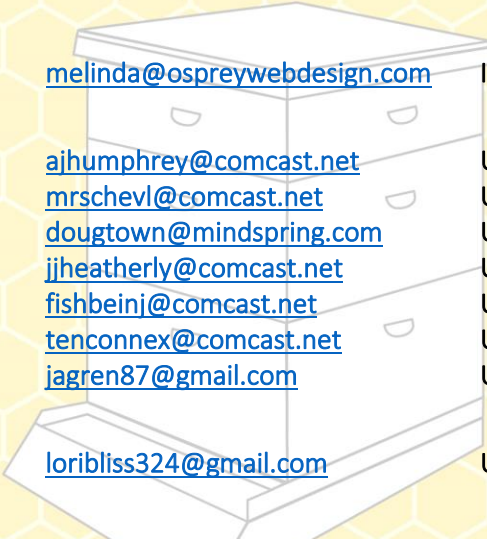 melinda@ospreywebdesign.com I
ajhumphrey@comcast.net U
mrschevl@comcast.net U
dougtown@mindspring.com U
jjheatherly@comcast.net U
fishbeinj@comcast.net U
tenconnex@comcast.net U
jagren87@gmail.com U
loribliss324@gmail.com U